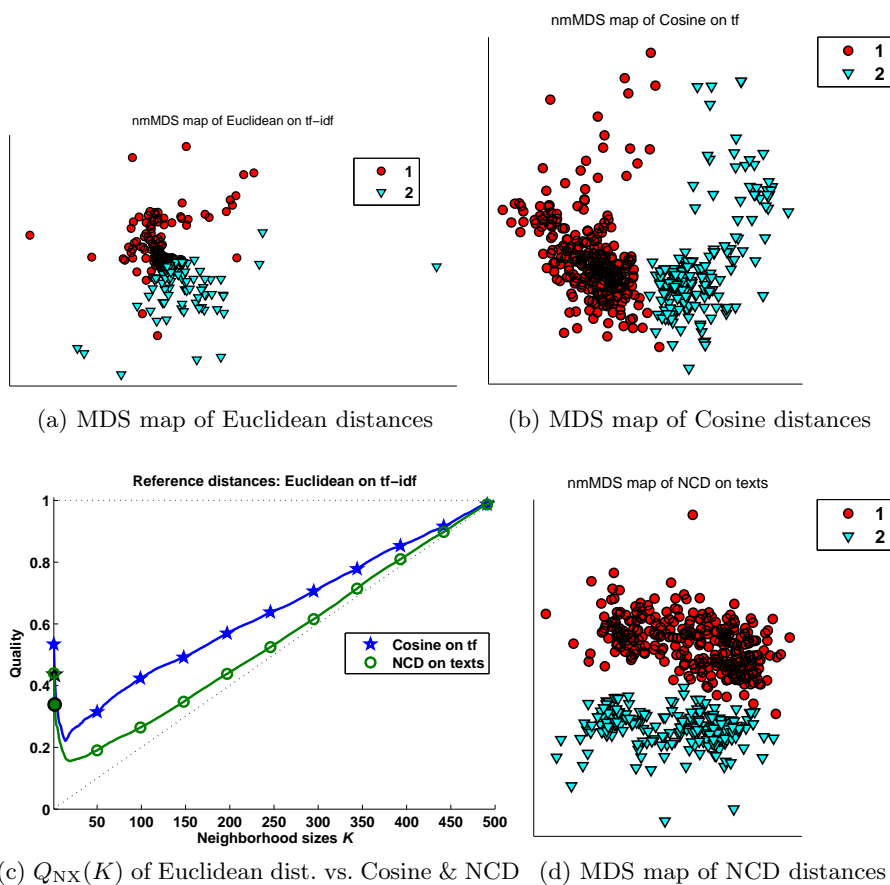 nmMDS map of Euclidean on tf−idf
1
2
(a) MDS map of Euclidean distances
nmMDS map of Cosine on tf
1
2
(b) MDS map of Cosine distances
Reference distances: Euclidean on tf−idf
1
0.8
0.6
0.4
0.2
0
Quality
Cosine on tf
NCD on texts
50 100 150 200 250 300 350 400 450 500
Neighborhood sizes K
(c) Q_NX(K) of Euclidean dist. vs. Cosine & NCD
nmMDS map of NCD on texts
1
2
(d) MDS map of NCD distances